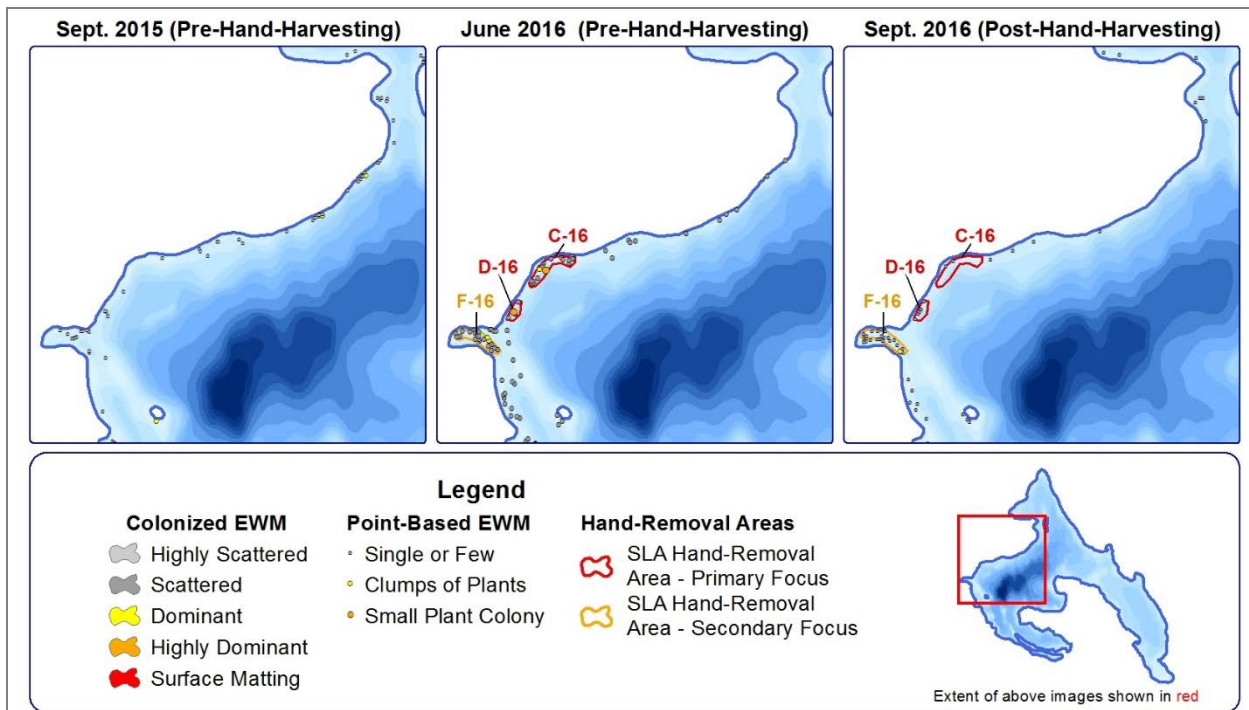 Sept. 2015 (Pre-Hand-Harvesting)
June 2016 (Pre-Hand-Harvesting)
Sept. 2016 (Post-Hand-Harvesting)
C-16
D-16
F-16
C-16
D-16
F-16
Legend
Colonized EWM
Highly Scattered
Scattered
Dominant
Highly Dominant
Surface Matting
Point-Based EWM
Single or Few
Clumps of Plants
Small Plant Colony
Hand-Removal Areas
SLA Hand-Removal
Area - Primary Focus
SLA Hand-Removal
Area - Secondary Focus
Extent of above images shown in red